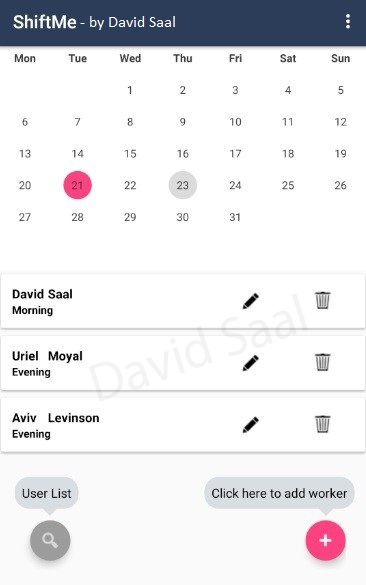 ShiftMe - by David Saal
Mon Tue Wed Thu Fri Sat Sun
1 2 3 4 5
6 7 8 9 10 11 12
13 14 15 16 17 18 19
20 21 22 23 24 25 26
27 28 29 30 31
David Saal
Morning
Uriel Moyal
Evening
David Saal
Aviv Levinson
Evening
User List Click here to add worker